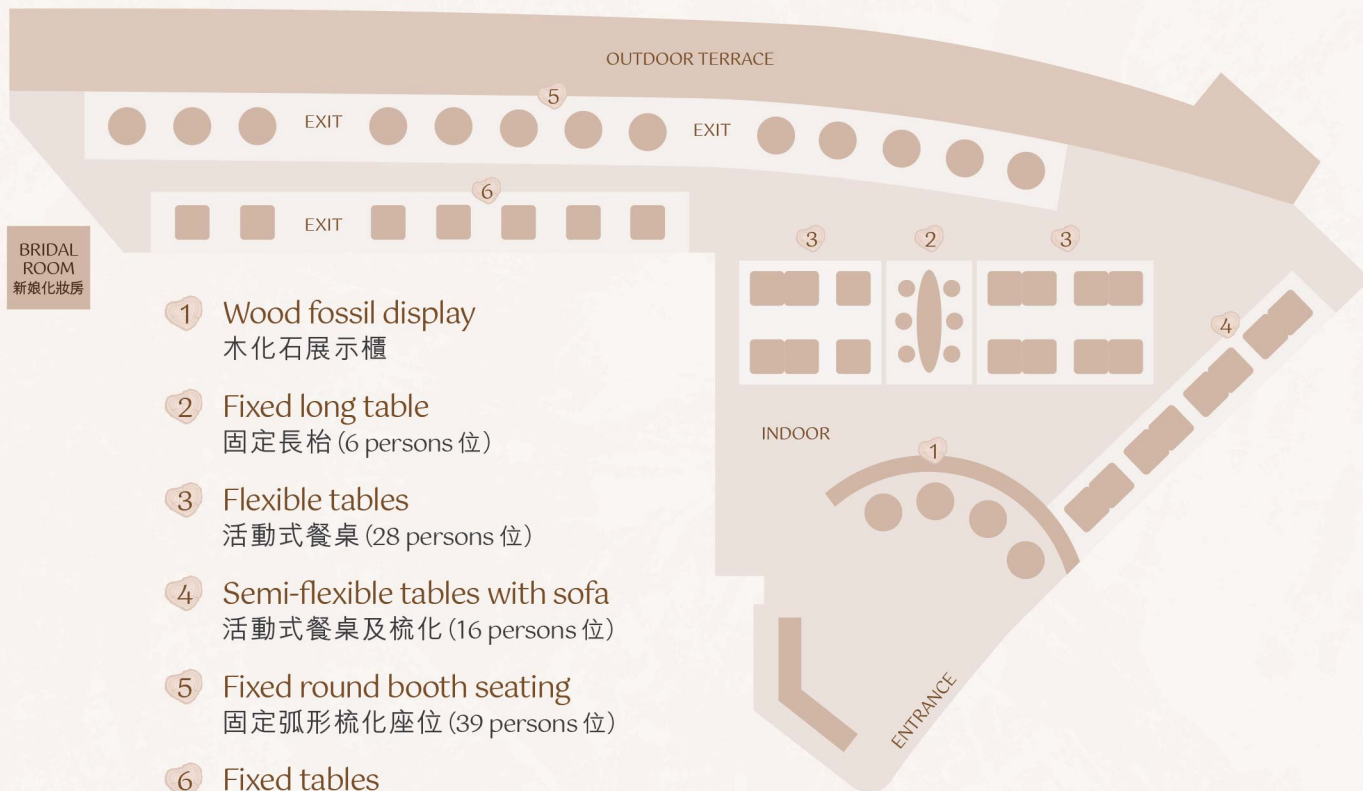 OUTDOOR TERRACE
5
EXIT
EXIT
6
EXIT
BRIDAL
ROOM
新娘化妝房
3
2
3
4
INDOOR
1
ENTRANCE
1 Wood fossil display
木化石展示櫃
2 Fixed long table
固定長枱 (6 persons 位)
3 Flexible tables
活動式餐桌 (28 persons 位)
4 Semi-flexible tables with sofa
活動式餐桌及梳化 (16 persons 位)
5 Fixed round booth seating
固定弧形梳化座位 (39 persons 位)
6 Fixed tables